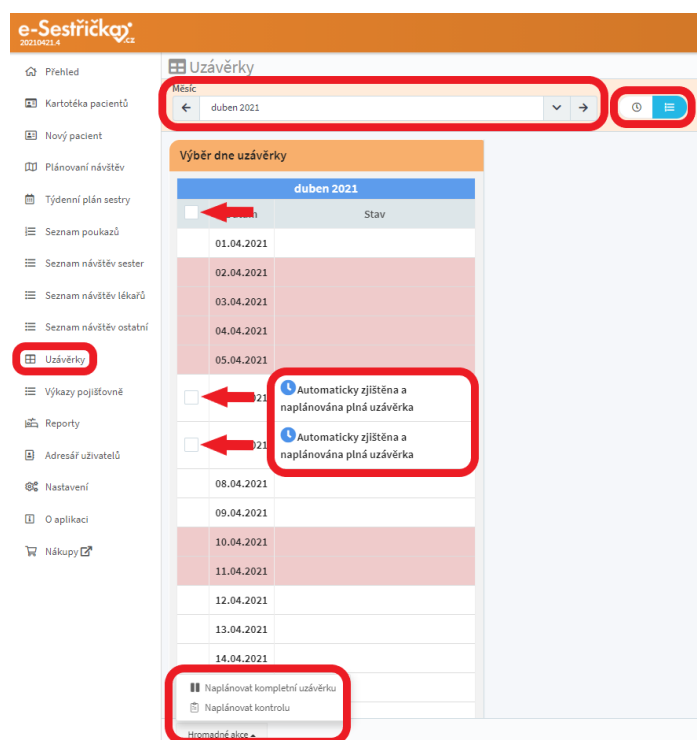 e-Sestřička.cz
20210421.4
Přehled
Kartotéka pacientů
Nový pacient
Plánovaní návštěv
Týdenní plán sestry
Seznam poukazů
Seznam návštěv sester
Seznam návštěv lékařů
Seznam návštěv ostatní
Uzávěrky
Výkazy pojišťovně
Reporty
Adresář uživatelů
Nastavení
O aplikaci
Nákupy
Uzávěrky
Měsíc
duben 2021
Výběr dne uzávěrky
duben 2021
Stav
01.04.2021
02.04.2021
03.04.2021
04.04.2021
05.04.2021
Automaticky zjištěna a
naplánována plná uzávěrka
Automaticky zjištěna a
naplánována plná uzávěrka
08.04.2021
09.04.2021
10.04.2021
11.04.2021
12.04.2021
13.04.2021
14.04.2021
Naplánovat kompletní uzávěrku
Naplánovat kontrolu
Hromadné akce